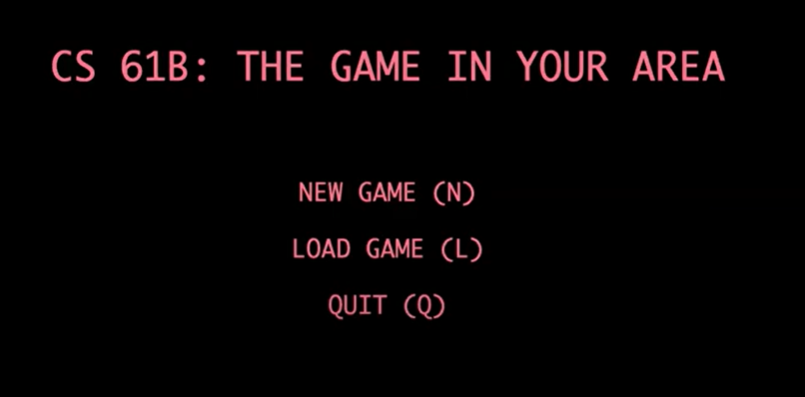 CS 61B: THE GAME IN YOUR AREA
NEW GAME (N)
LOAD GAME (L)
QUIT (Q)